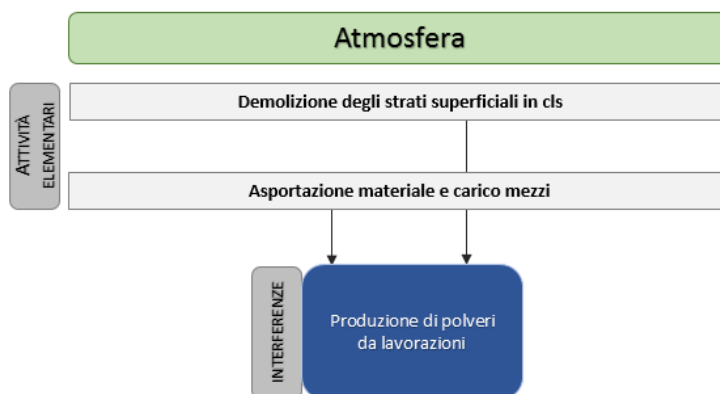 Atmosfera
ATTIVITÀ
ELEMENTARI
Demolizione degli strati superficiali in cls
Asportazione materiale e carico mezzi
INTERFERENZE
Produzione di polveri
da lavorazioni